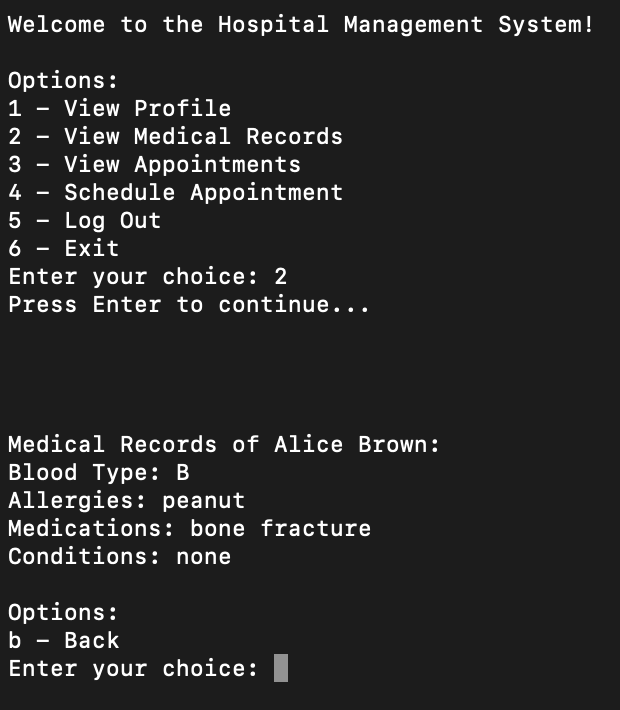 Welcome to the Hospital Management System!
Options:
1 – View Profile
2 – View Medical Records
3 – View Appointments
4 – Schedule Appointment
5 – Log Out
6 – Exit
Enter your choice: 2
Press Enter to continue...
Medical Records of Alice Brown:
Blood Type: B
Allergies: peanut
Medications: bone fracture
Conditions: none
Options:
b – Back
Enter your choice: